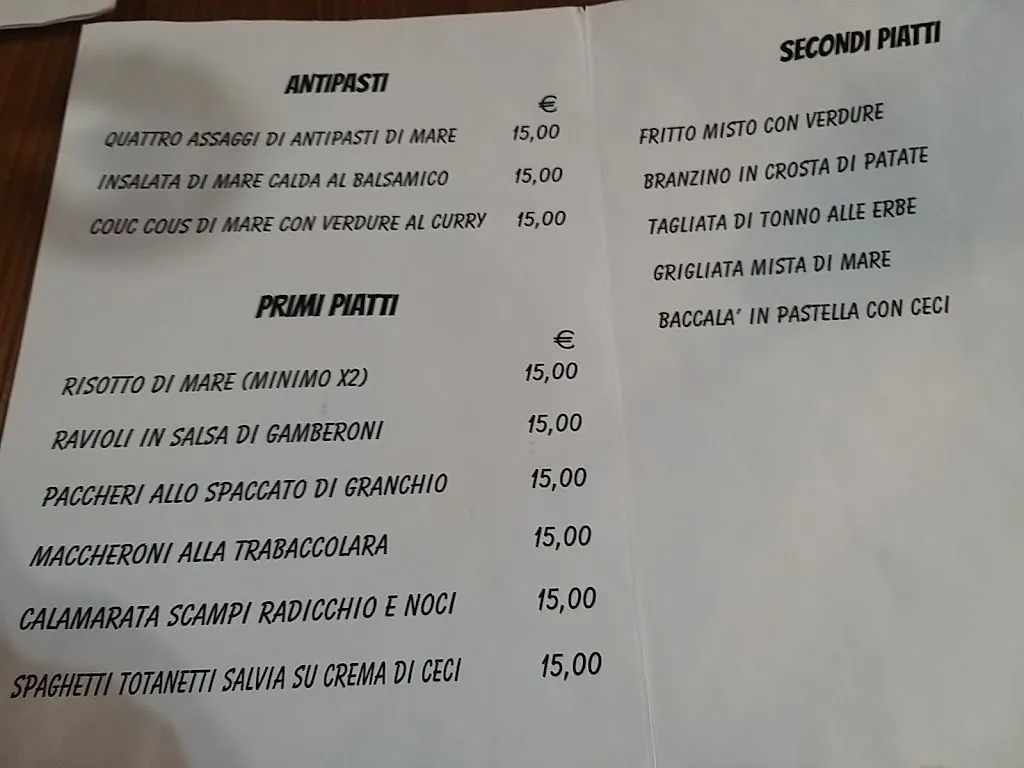 ANTIPASTI
€
QUATTRO ASSAGGI DI ANTIPASTI DI MARE 15,00
INSALATA DI MARE CALDA AL BALSAMICO 15,00
COUC COUS DI MARE CON VERDURE AL CURRY 15,00
PRIMI PIATTI
€
RISOTTO DI MARE (MINIMO X2) 15,00
RAVIOLI IN SALSA DI GAMBERONI 15,00
PACCHERI ALLO SPACCATO DI GRANCHIO 15,00
MACCHERONI ALLA TRABACCOLARA 15,00
CALAMARATA SCAMPI RADICCHIO E NOCI 15,00
SPAGHETTI TOTANETTI SALVIA SU CREMA DI CECI 15,00
SECONDI PIATTI
FRITTO MISTO CON VERDURE
BRANZINO IN CROSTA DI PATATE
TAGLIATA DI TONNO ALLE ERBE
GRIGLIATA MISTA DI MARE
BACCALA' IN PASTELLA CON CECI